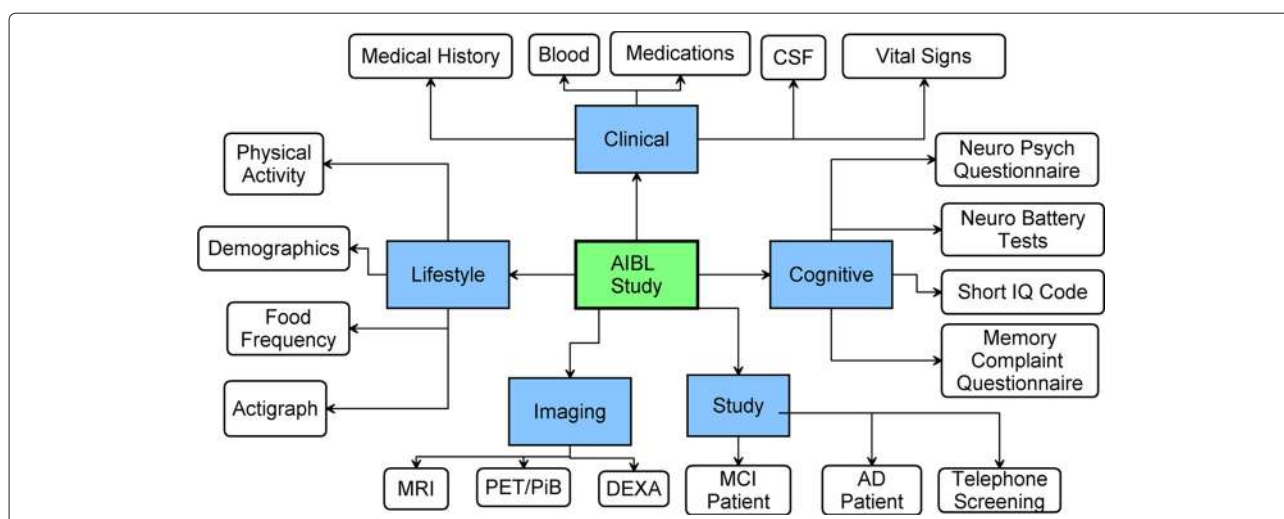 Medical History
Blood
Medications
CSF
Vital Signs
Clinical
Physical
Activity
Neuro Psych
Questionnaire
Demographics
Lifestyle
AIBL
Study
Cognitive
Neuro Battery
Tests
Short IQ Code
Food
Frequency
Memory
Complaint
Questionnaire
Actigraph
Imaging
Study
MRI
PET/PiB
DEXA
MCI
Patient
AD
Patient
Telephone
Screening